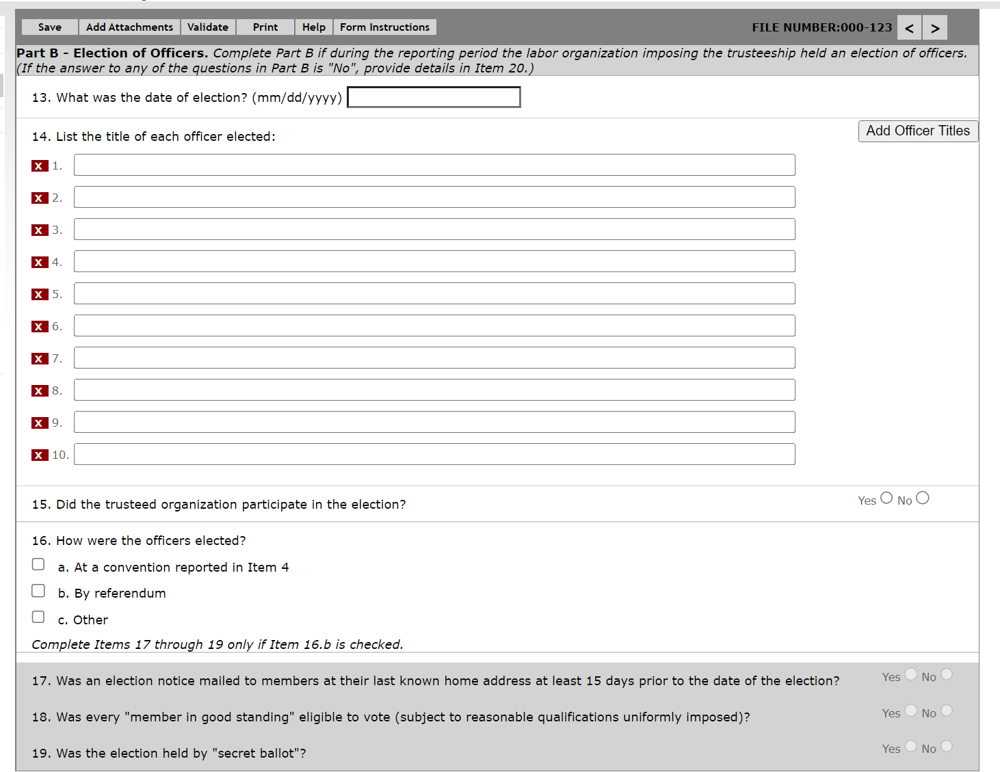 Save Add Attachments Validate Print Help Form Instructions FILE NUMBER:000-123 < >
Part B - Election of Officers. Complete Part B if during the reporting period the labor organization imposing the trusteeship held an election of officers.
(If the answer to any of the questions in Part B is "No", provide details in Item 20.)
13. What was the date of election? (mm/dd/yyyy)
14. List the title of each officer elected: Add Officer Titles
X 1.
X 2.
X 3.
X 4.
X 5.
X 6.
X 7.
X 8.
X 9.
X 10.
15. Did the trusteed organization participate in the election? Yes No
16. How were the officers elected?
a. At a convention reported in Item 4
b. By referendum
c. Other
Complete Items 17 through 19 only if Item 16.b is checked.
17. Was an election notice mailed to members at their last known home address at least 15 days prior to the date of the election? Yes No
18. Was every "member in good standing" eligible to vote (subject to reasonable qualifications uniformly imposed)? Yes No
19. Was the election held by "secret ballot"? Yes No